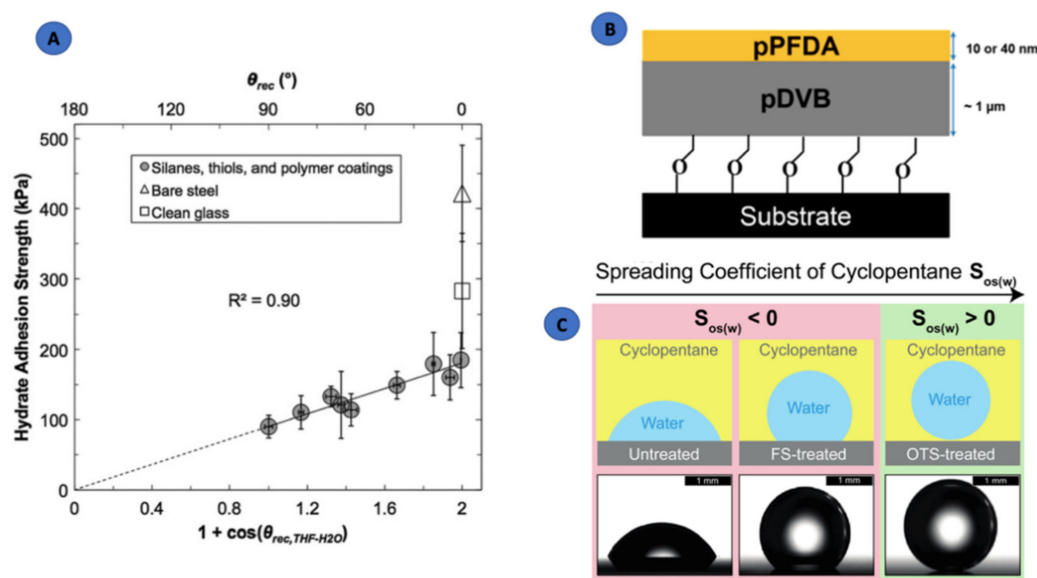 A
θrec (°)
180 120 90 60 0
500
400
300
200
100
0
Hydrate Adhesion Strength (kPa)
Silanes, thiols, and polymer coatings
Bare steel
Clean glass
R² = 0.90
0 0.4 0.8 1.2 1.6 2
1 + cos(θrec,THF-H2O)
B
pPFDA
10 or 40 nm
pDVB
~ 1 µm
O O O O O
Substrate
Spreading Coefficient of Cyclopentane Sos(w)
C
Sos(w) < 0 Sos(w) > 0
Cyclopentane Cyclopentane Cyclopentane
Water Water Water
Untreated FS-treated OTS-treated
1 mm 1 mm 1 mm